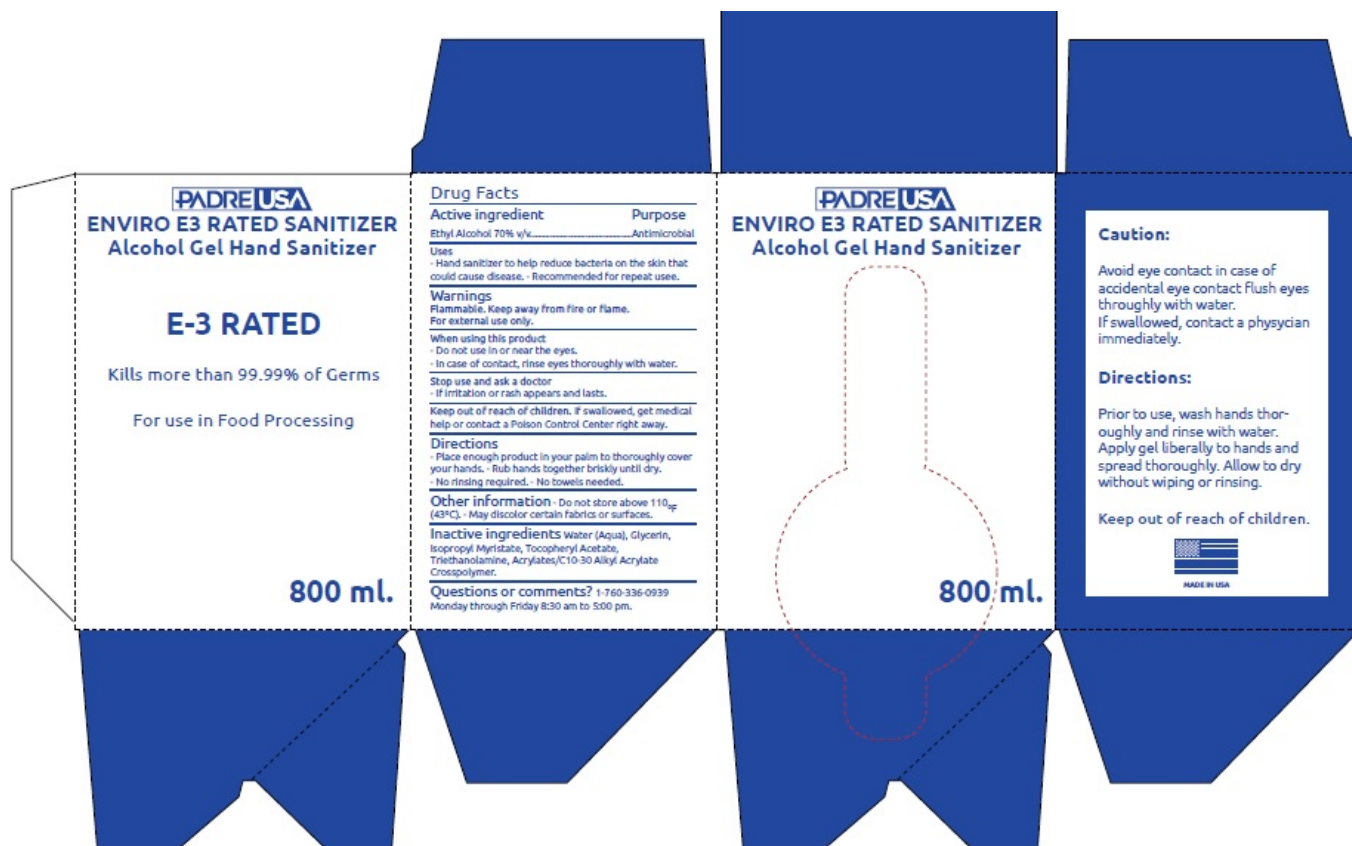 PADRE USA
ENVIRO E3 RATED SANITIZER
Alcohol Gel Hand Sanitizer
E-3 RATED
Kills more than 99.99% of Germs
For use in Food Processing
800 ml.
Drug Facts
Active ingredient Purpose
Ethyl Alcohol 70% v/v..............................Antimicrobial
Uses
- Hand sanitizer to help reduce bacteria on the skin that
could cause disease. - Recommended for repeat usee.
Warnings
Flammable. Keep away from fire or flame.
For external use only.
When using this product
- Do not use in or near the eyes.
- In case of contact, rinse eyes thoroughly with water.
Stop use and ask a doctor
- If irritation or rash appears and lasts.
Keep out of reach of children. If swallowed, get medical
help or contact a Poison Control Center right away.
Directions
- Place enough product in your palm to thoroughly cover
your hands. - Rub hands together briskly until dry.
- No rinsing required. - No towels needed.
Other information - Do not store above 110ºF
(43ºC). - May discolor certain fabrics or surfaces.
Inactive ingredients Water (Aqua), Glycerin,
Isopropyl Myristate, Tocopheryl Acetate,
Triethanolamine, Acrylates/C10-30 Alkyl Acrylate
Crosspolymer.
Questions or comments? 1-760-336-0939
Monday through Friday 8:30 am to 5:00 pm.
PADRE USA
ENVIRO E3 RATED SANITIZER
Alcohol Gel Hand Sanitizer
800 ml.
Caution:
Avoid eye contact in case of
accidental eye contact flush eyes
throughly with water.
If swallowed, contact a physycian
immediately.
Directions:
Prior to use, wash hands thor-
oughly and rinse with water.
Apply gel liberally to hands and
spread thoroughly. Allow to dry
without wiping or rinsing.
Keep out of reach of children.
MADE IN USA